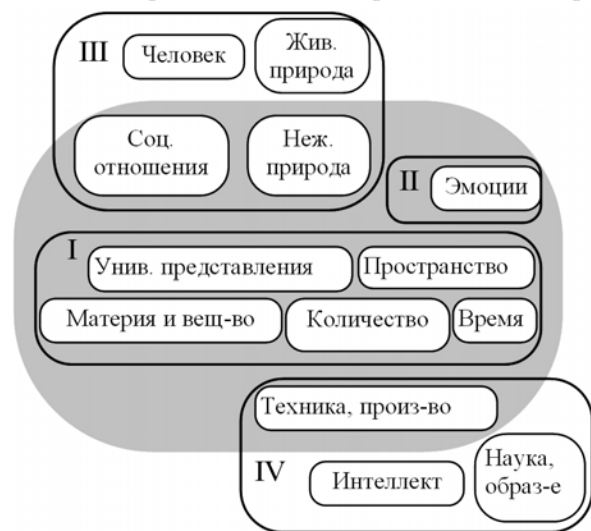 III
Человек
Жив.
природа
Соц.
отношения
Неж.
природа
II
Эмоции
I
Унив. представления
Пространство
Материя и вещ-во
Количество
Время
Техника, произ-во
IV
Интеллект
Наука,
образ-е